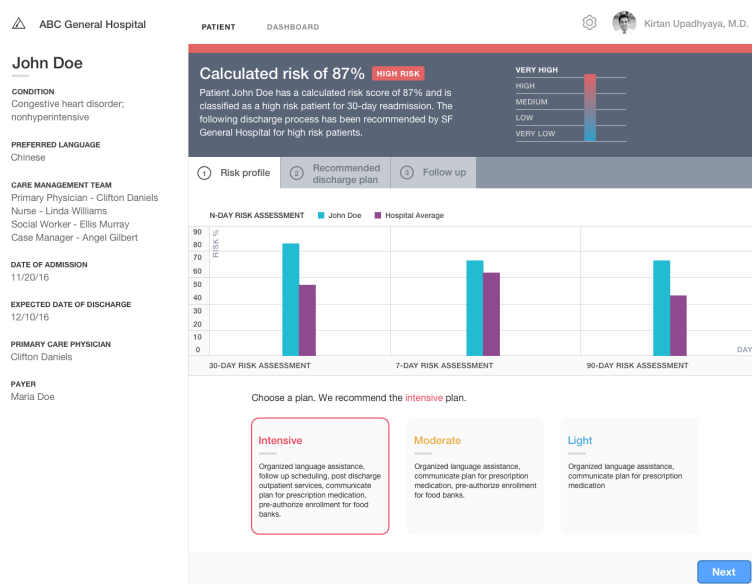 ABC General Hospital
PATIENT
DASHBOARD
Kirtan Upadhyaya, M.D.
John Doe
CONDITION
Congestive heart disorder;
nonhyperintensive
PREFERRED LANGUAGE
Chinese
CARE MANAGEMENT TEAM
Primary Physician - Clifton Daniels
Nurse - Linda Williams
Social Worker - Ellis Murray
Case Manager - Angel Gilbert
DATE OF ADMISSION
11/20/16
EXPECTED DATE OF DISCHARGE
12/10/16
PRIMARY CARE PHYSICIAN
Clifton Daniels
PAYER
Maria Doe
Calculated risk of 87% HIGH RISK
Patient John Doe has a calculated risk score of 87% and is
classified as a high risk patient for 30-day readmission. The
following discharge process has been recommended by SF
General Hospital for high risk patients.
VERY HIGH
HIGH
MEDIUM
LOW
VERY LOW
1 Risk profile
2 Recommended
discharge plan
3 Follow up
N-DAY RISK ASSESSMENT John Doe Hospital Average
RISK %
90
80
70
60
50
40
30
20
10
0
DAY
30-DAY RISK ASSESSMENT
7-DAY RISK ASSESSMENT
90-DAY RISK ASSESSMENT
Choose a plan. We recommend the intensive plan.
Intensive
Organized language assistance,
follow up scheduling, post discharge
outpatient services, communicate
plan for prescription medication,
pre-authorize enrollment for food
banks.
Moderate
Organized language assistance,
communicate plan for prescription
medication, pre-authorize enrollment
for food banks.
Light
Organized language assistance,
communicate plan for prescription
medication
Next